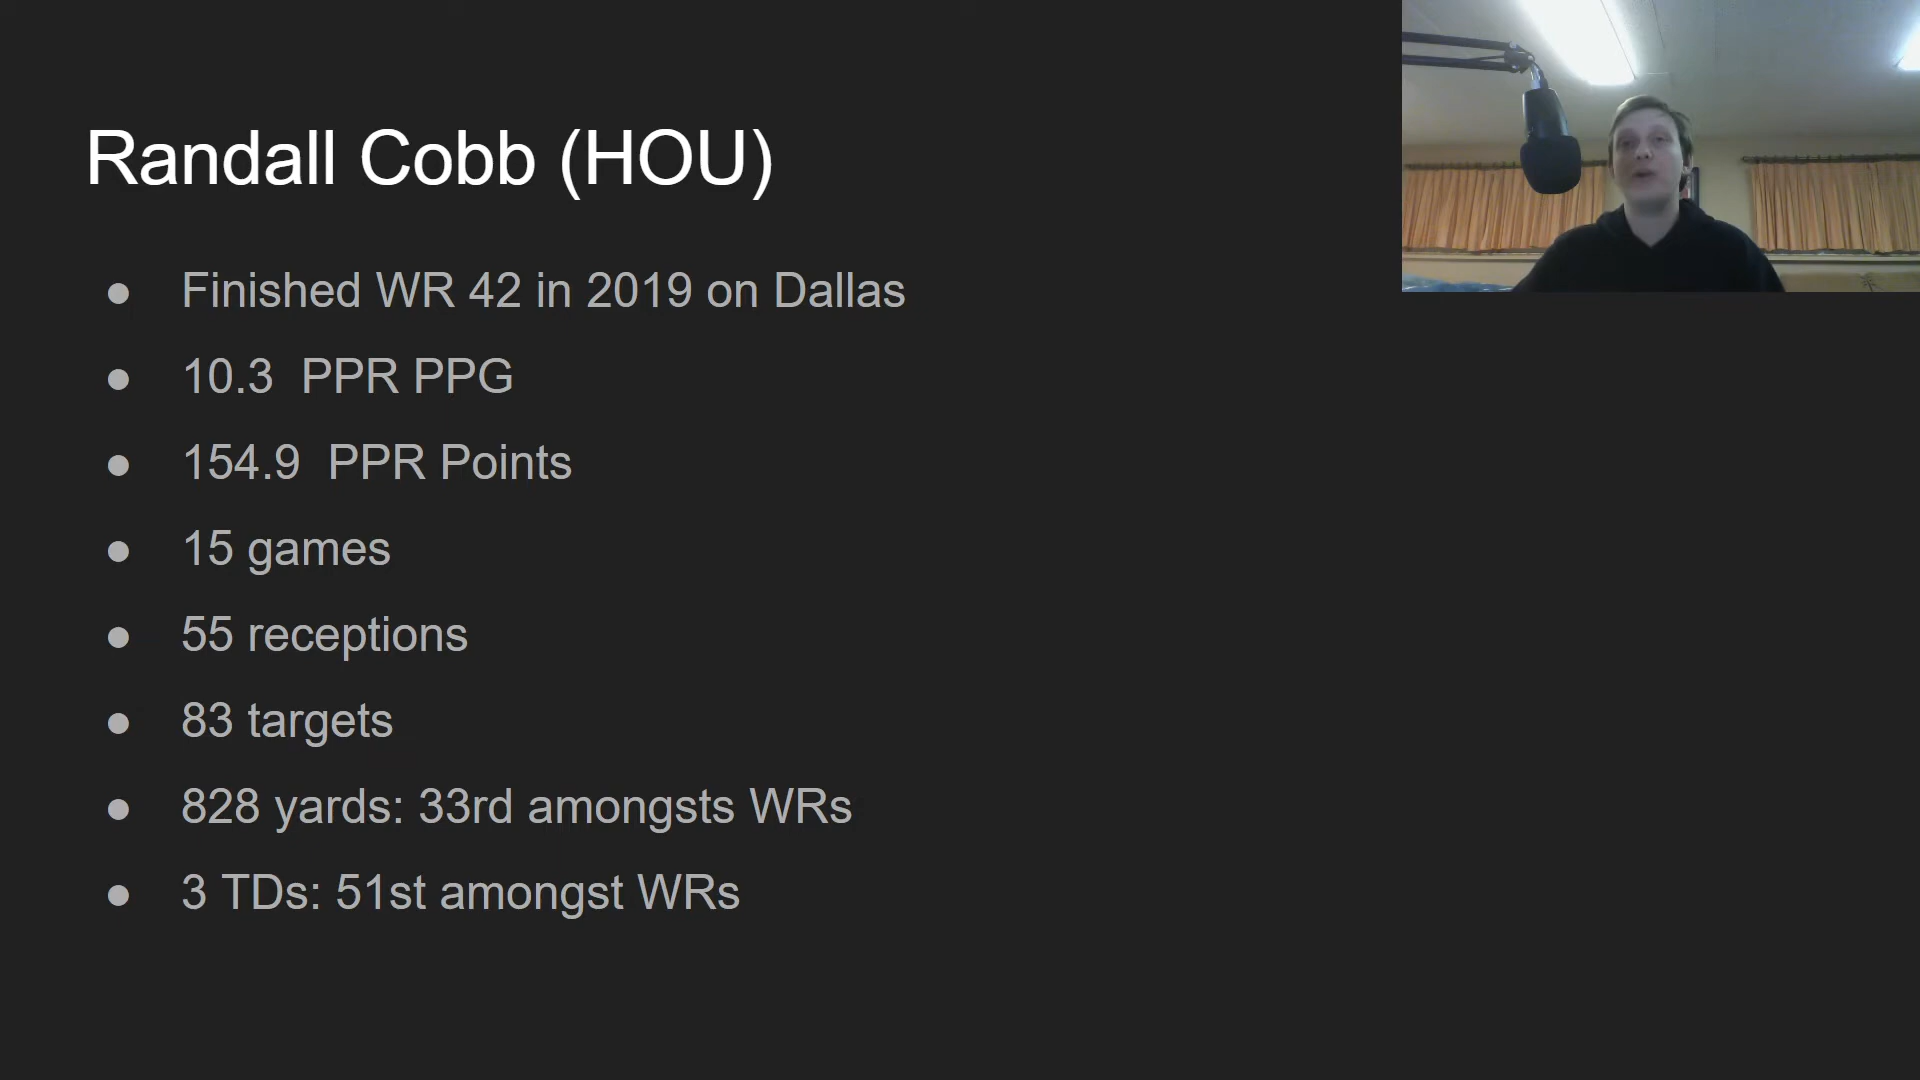 Randall Cobb (HOU)
● Finished WR 42 in 2019 on Dallas
● 10.3  PPR PPG
● 154.9  PPR Points
● 15 games
● 55 receptions
● 83 targets
● 828 yards: 33rd amongsts WRs
● 3 TDs: 51st amongst WRs